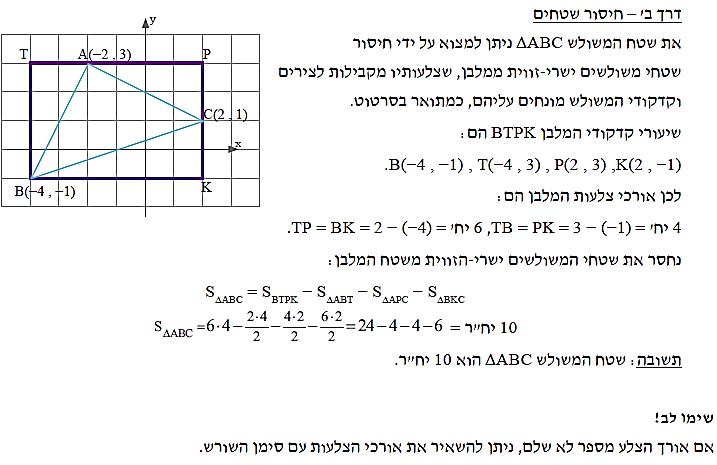 דרך ב' – חיסור שטחים
את שטח המשולש ΔABC ניתן למצוא על ידי חיסור
שטחי משולשים ישרי-זווית ממלבן, שצלעותיו מקבילות לצירים
וקדקודי המשולש מונחים עליהם, כמתואר בסרטוט.
שיעורי קדקודי המלבן BTPK הם:
.B(−4 , −1) , T(−4 , 3) , P(2 , 3) ,K(2 , −1)
לכן אורכי צלעות המלבן הם:
.TP = BK = 2 − (−4) = 6 יח' ,TB = PK = 3 − (−1) = 4 יח'
נחסר את שטחי המשולשים ישרי-הזווית משטח המלבן:
S_ΔABC = S_BTPK − S_ΔABT − S_ΔAPC − S_ΔBKC
S_ΔABC =6·4 − 2·4/2 − 4·2/2 − 6·2/2 = 24−4−4−6 = 10 יח"ר
תשובה: שטח המשולש ΔABC הוא 10 יח"ר.
שימו לב!
אם אורך הצלע מספר לא שלם, ניתן להשאיר את אורכי הצלעות עם סימן השורש.
y
T
A(−2 , 3)
P
C(2 , 1)
x
B(−4 , −1)
K